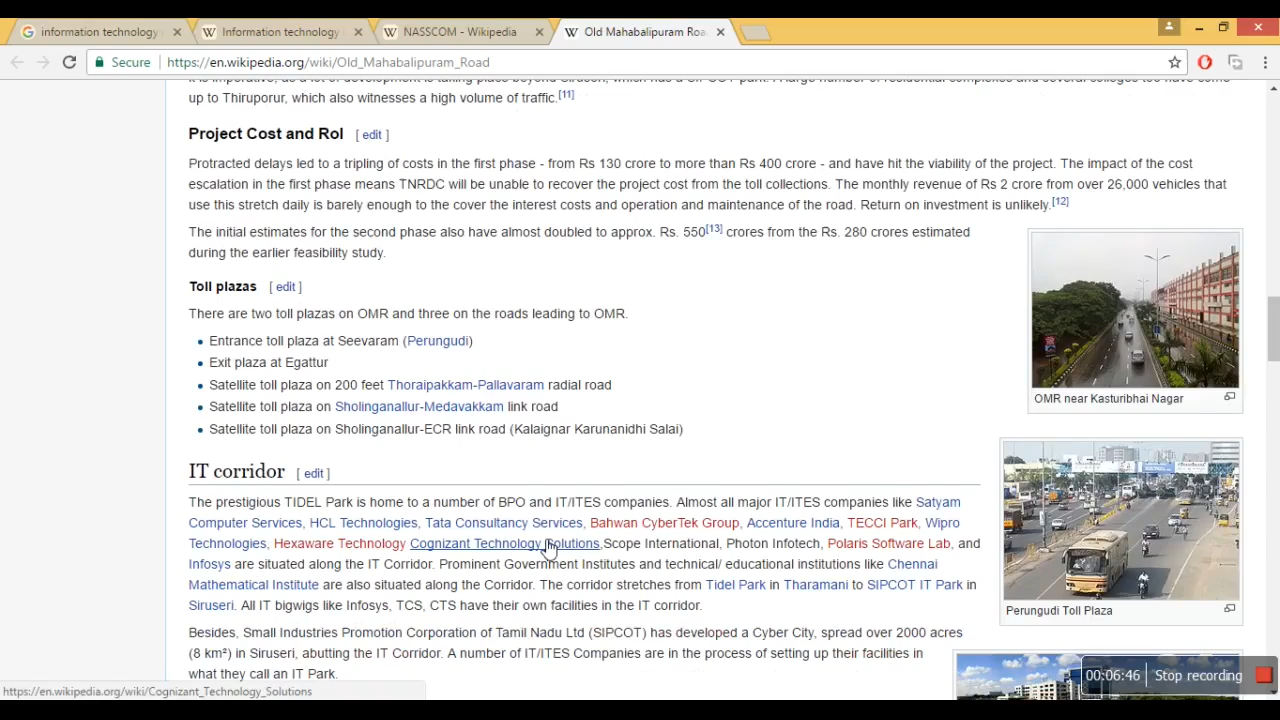 information technology
Information technology
NASSCOM - Wikipedia
Old Mahabalipuram Roa
Secure
https://en.wikipedia.org/wiki/Old_Mahabalipuram_Road
up to Thiruporur, which also witnesses a high volume of traffic.[11]
Project Cost and RoI [ edit ]
Protracted delays led to a tripling of costs in the first phase - from Rs 130 crore to more than Rs 400 crore - and have hit the viability of the project. The impact of the cost
escalation in the first phase means TNRDC will be unable to recover the project cost from the toll collections. The monthly revenue of Rs 2 crore from over 26,000 vehicles that
use this stretch daily is barely enough to the cover the interest costs and operation and maintenance of the road. Return on investment is unlikely.[12]
The initial estimates for the second phase also have almost doubled to approx. Rs. 550[13] crores from the Rs. 280 crores estimated
during the earlier feasibility study.
Toll plazas [ edit ]
There are two toll plazas on OMR and three on the roads leading to OMR.
Entrance toll plaza at Seevaram (Perungudi)
Exit plaza at Egattur
Satellite toll plaza on 200 feet Thoraipakkam-Pallavaram radial road
Satellite toll plaza on Sholinganallur-Medavakkam link road
Satellite toll plaza on Sholinganallur-ECR link road (Kalaignar Karunanidhi Salai)
OMR near Kasturibhai Nagar
IT corridor [ edit ]
The prestigious TIDEL Park is home to a number of BPO and IT/ITES companies. Almost all major IT/ITES companies like Satyam
Computer Services, HCL Technologies, Tata Consultancy Services, Bahwan CyberTek Group, Accenture India, TECCI Park, Wipro
Technologies, Hexaware Technology Cognizant Technology Solutions,Scope International, Photon Infotech, Polaris Software Lab, and
Infosys are situated along the IT Corridor. Prominent Government Institutes and technical/ educational institutions like Chennai
Mathematical Institute are also situated along the Corridor. The corridor stretches from Tidel Park in Tharamani to SIPCOT IT Park in
Siruseri. All IT bigwigs like Infosys, TCS, CTS have their own facilities in the IT corridor.
Perungudi Toll Plaza
Besides, Small Industries Promotion Corporation of Tamil Nadu Ltd (SIPCOT) has developed a Cyber City, spread over 2000 acres
(8 km²) in Siruseri, abutting the IT Corridor. A number of IT/ITES Companies are in the process of setting up their facilities in
what they call an IT Park.
https://en.wikipedia.org/wiki/Cognizant_Technology_Solutions
00:06:46 Stop recording